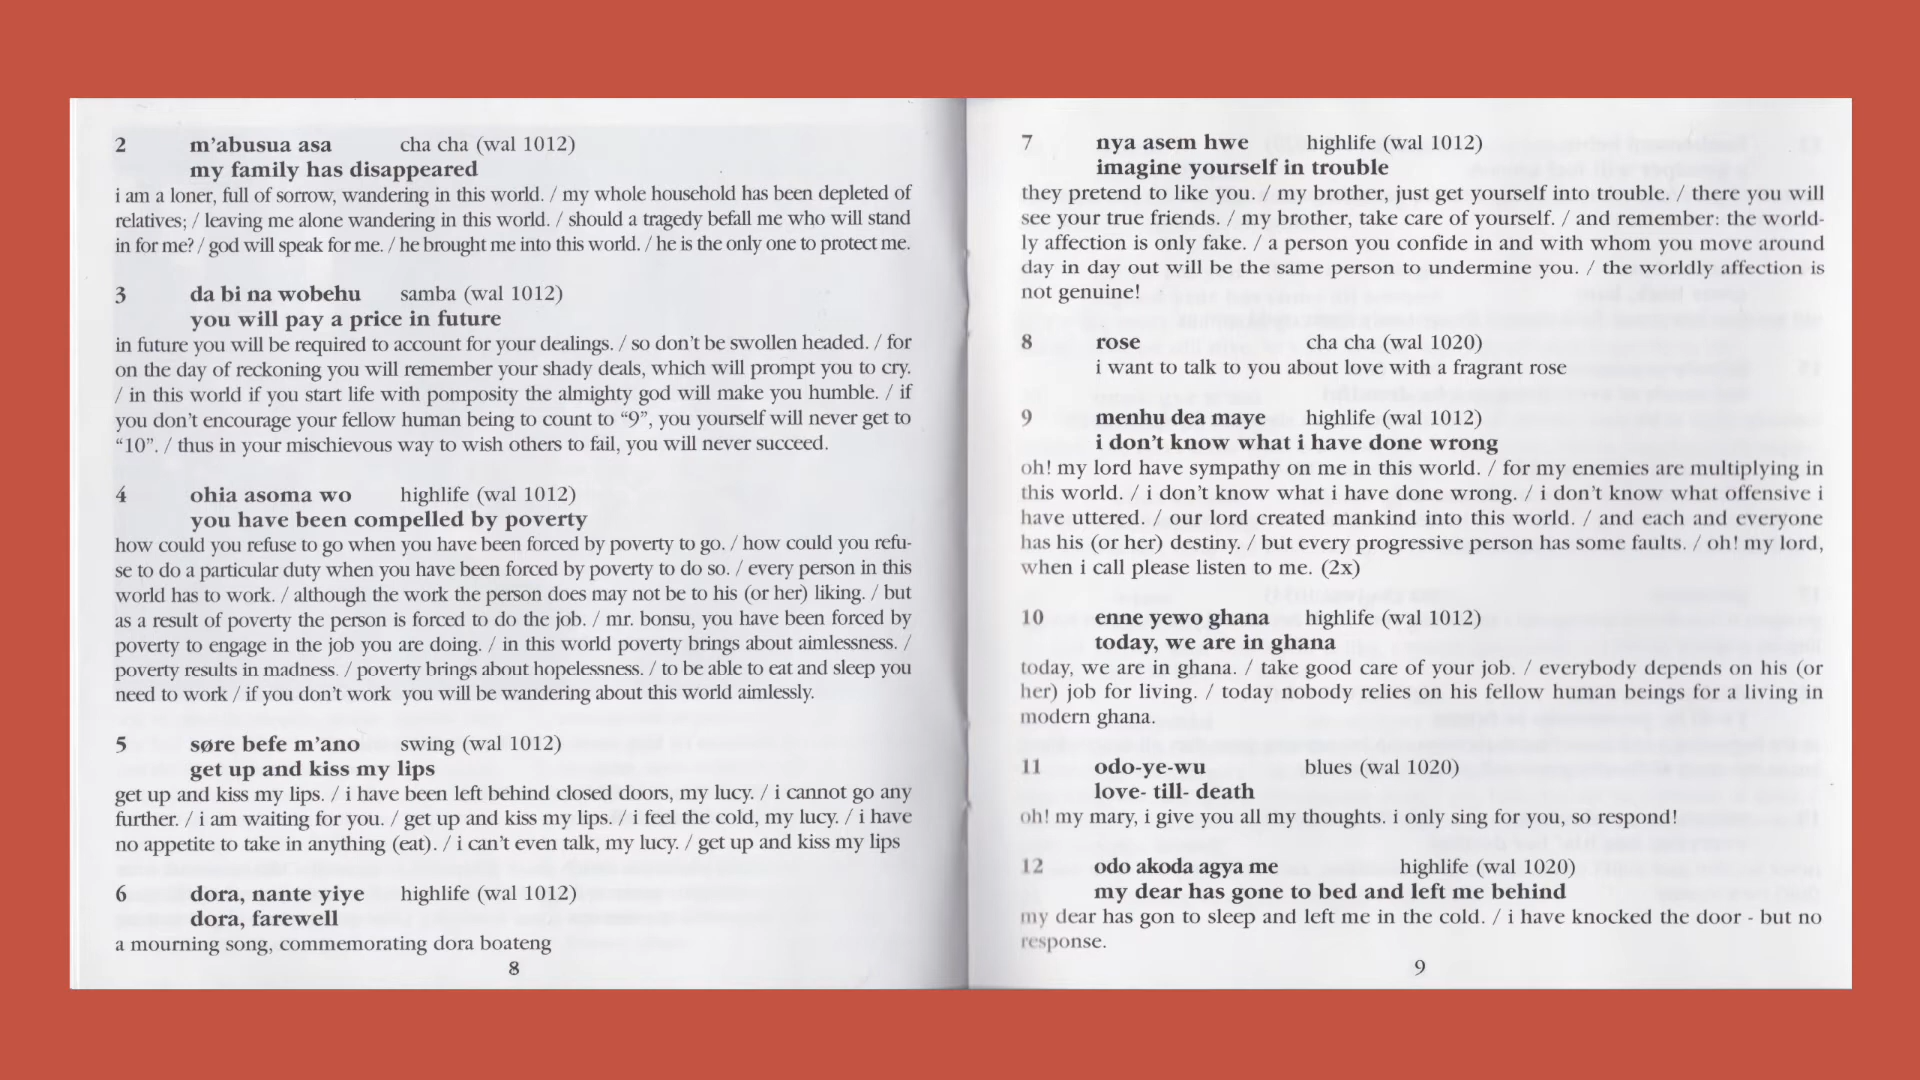 2 m’abusua asa cha cha (wal 1012)
my family has disappeared
i am a loner, full of sorrow, wandering in this world. / my whole household has been depleted of
relatives; / leaving me alone wandering in this world. / should a tragedy befall me who will stand
in for me? / god will speak for me. / he brought me into this world. / he is the only one to protect me.
3 da bi na wobehu samba (wal 1012)
you will pay a price in future
in future you will be required to account for your dealings. / so don’t be swollen headed. / for
on the day of reckoning you will remember your shady deals, which will prompt you to cry.
/ in this world if you start life with pomposity the almighty god will make you humble. / if
you don’t encourage your fellow human being to count to “9”, you yourself will never get to
“10”. / thus in your mischievous way to wish others to fail, you will never succeed.
4 ohia asoma wo highlife (wal 1012)
you have been compelled by poverty
how could you refuse to go when you have been forced by poverty to go. / how could you refu-
se to do a particular duty when you have been forced by poverty to do so. / every person in this
world has to work. / although the work the person does may not be to his (or her) liking. / but
as a result of poverty the person is forced to do the job. / mr. bonsu, you have been forced by
poverty to engage in the job you are doing. / in this world poverty brings about aimlessness. /
poverty results in madness. / poverty brings about hopelessness. / to be able to eat and sleep you
need to work / if you don’t work you will be wandering about this world aimlessly.
5 søre befe m’ano swing (wal 1012)
get up and kiss my lips
get up and kiss my lips. / i have been left behind closed doors, my lucy. / i cannot go any
further. / i am waiting for you. / get up and kiss my lips. / i feel the cold, my lucy. / i have
no appetite to take in anything (eat). / i can’t even talk, my lucy. / get up and kiss my lips
6 dora, nante yiye highlife (wal 1012)
dora, farewell
a mourning song, commemorating dora boateng
8
7 nya asem hwe highlife (wal 1012)
imagine yourself in trouble
they pretend to like you. / my brother, just get yourself into trouble. / there you will
see your true friends. / my brother, take care of yourself. / and remember: the world-
ly affection is only fake. / a person you confide in and with whom you move around
day in day out will be the same person to undermine you. / the worldly affection is
not genuine!
8 rose cha cha (wal 1020)
i want to talk to you about love with a fragrant rose
9 menhu dea maye highlife (wal 1012)
i don’t know what i have done wrong
oh! my lord have sympathy on me in this world. / for my enemies are multiplying in
this world. / i don’t know what i have done wrong. / i don’t know what offensive i
have uttered. / our lord created mankind into this world. / and each and everyone
has his (or her) destiny. / but every progressive person has some faults. / oh! my lord,
when i call please listen to me. (2x)
10 enne yewo ghana highlife (wal 1012)
today, we are in ghana
today, we are in ghana. / take good care of your job. / everybody depends on his (or
her) job for living. / today nobody relies on his fellow human beings for a living in
modern ghana.
11 odo-ye-wu blues (wal 1020)
love- till- death
oh! my mary, i give you all my thoughts. i only sing for you, so respond!
12 odo akoda agya me highlife (wal 1020)
my dear has gone to bed and left me behind
my dear has gon to sleep and left me in the cold. / i have knocked the door - but no
response.
9